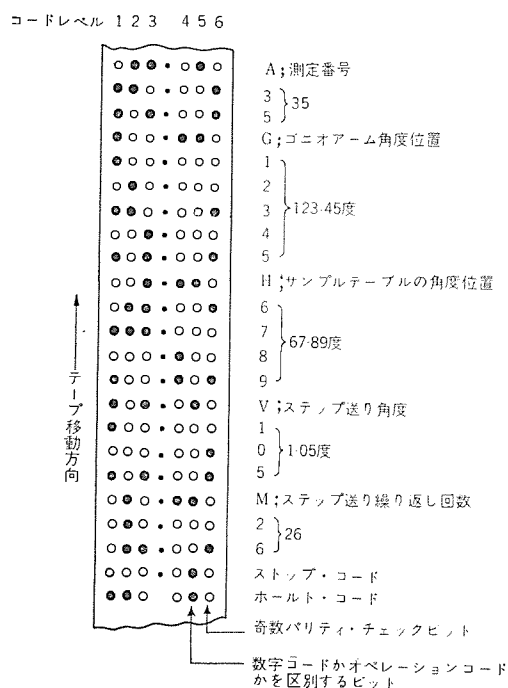 コードレベル 1 2 3 4 5 6
A;測定番号
3
5
35
G;ゴニオアーム角度位置
1
2
3
4
5
123·45度
H;サンプルテーブルの角度位置
6
7
8
9
67·89度
V;ステップ送り角度
1
0
5
1·05度
M;ステップ送り繰り返し回数
2
6
26
ストップ・コード
ホールト・コード
奇数パリティ・チェックビット
数字コードかオペレーションコード
かを区別するビット
テープ移動方向